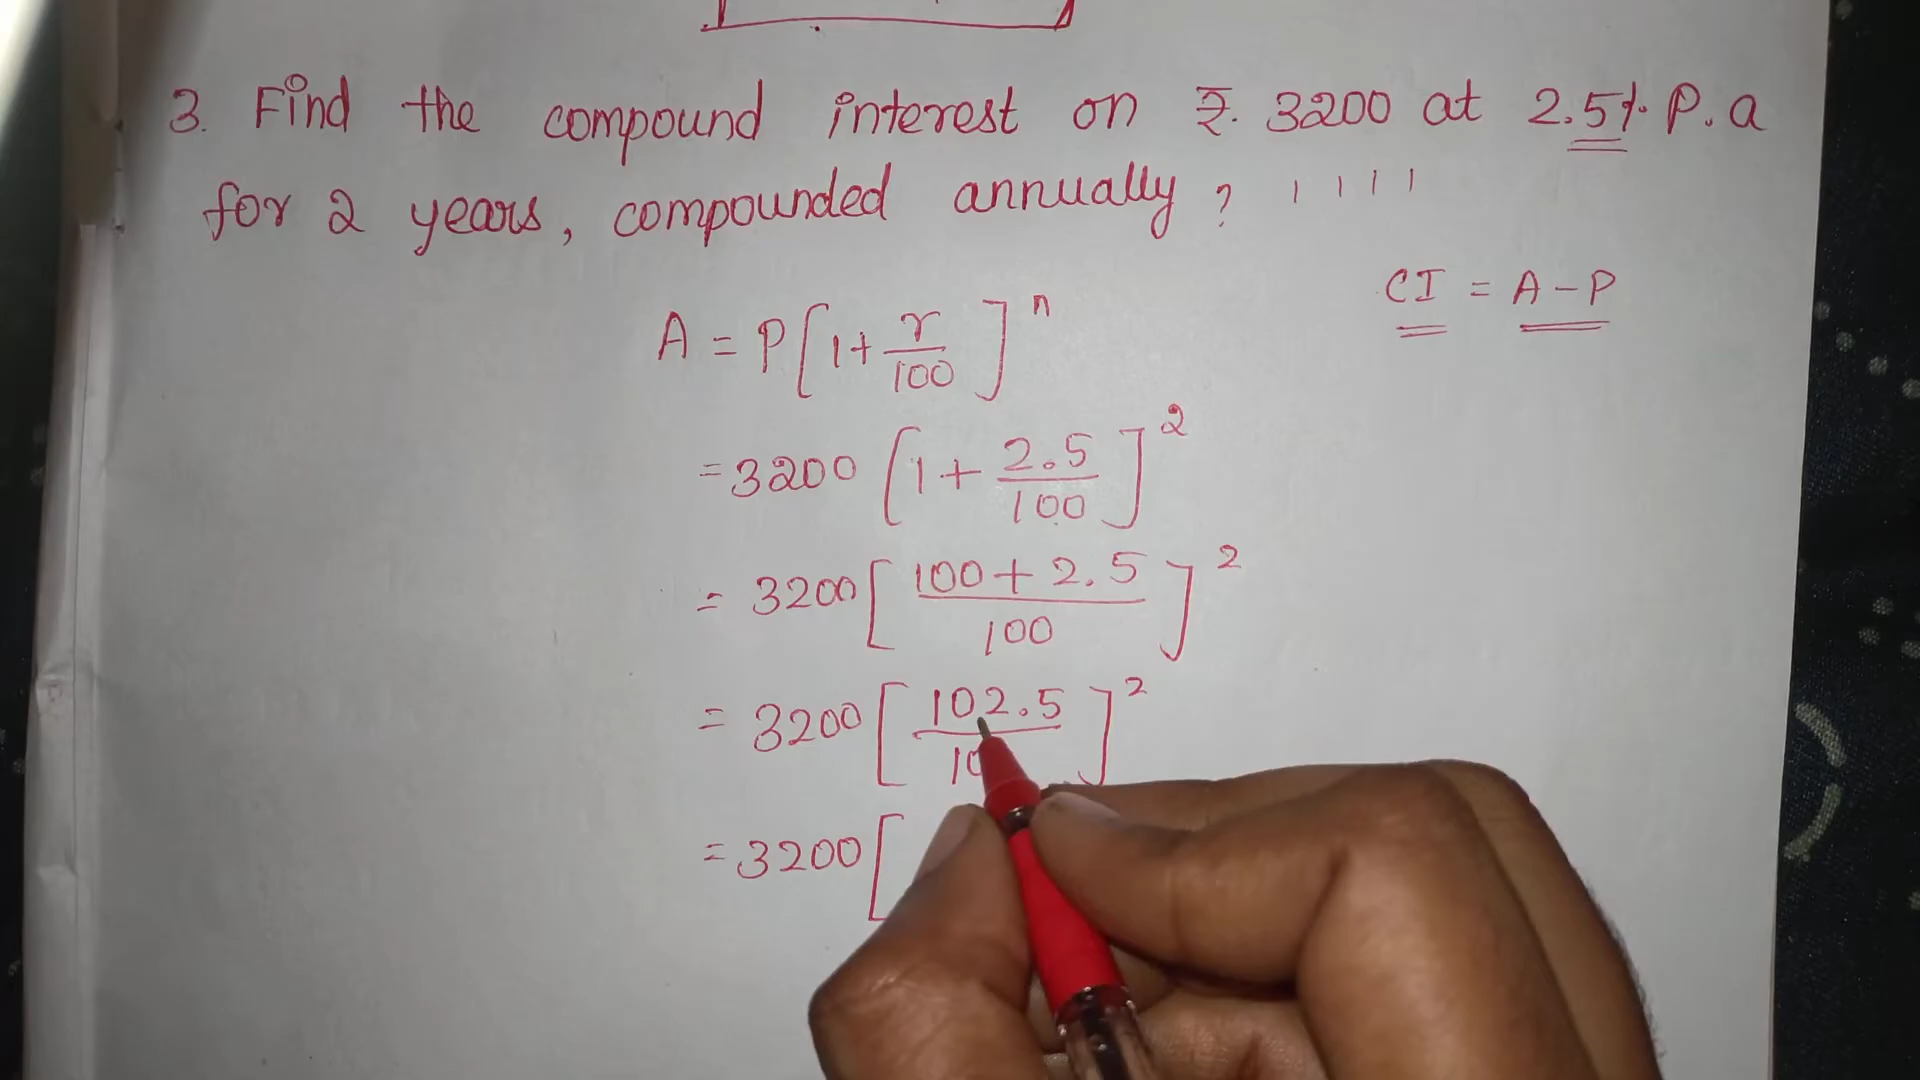 3. Find the compound interest on ₹. 3200 at 2.5% P.a
for 2 years, compounded annually?
CI = A - P
A = P[1+ r/100]^n
= 3200 [1+ 2.5/100]^2
= 3200 [100+2.5/100]^2
= 3200 [102.5/10]^2
= 3200 [